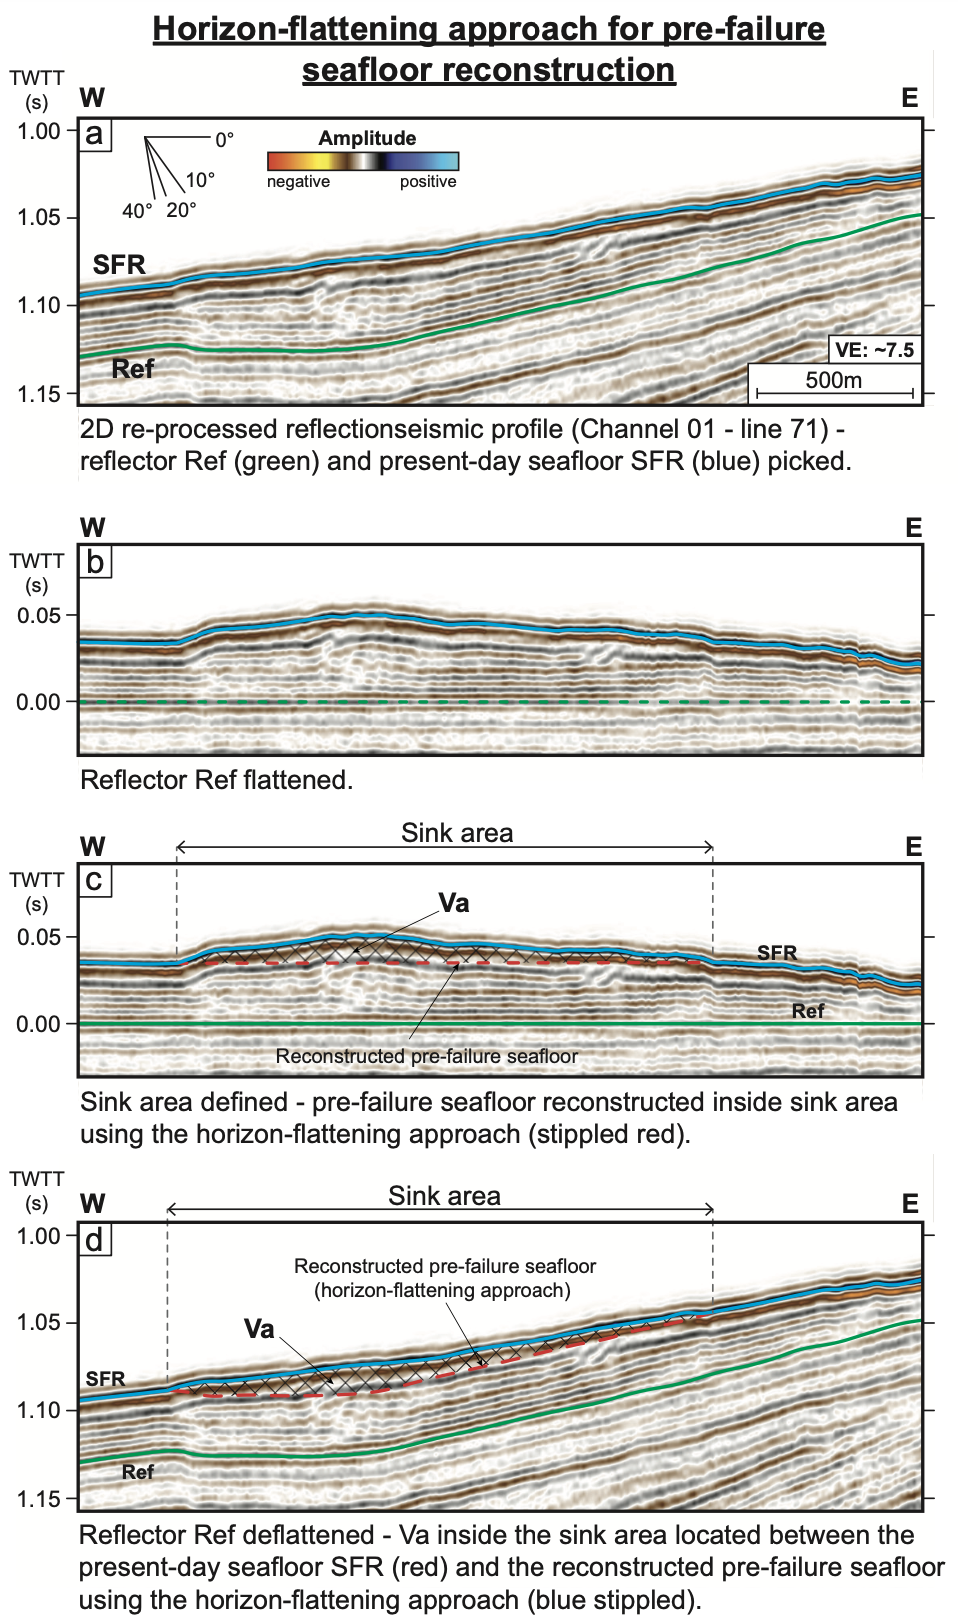 Horizon-flattening approach for pre-failure
seafloor reconstruction
TWTT
(s)
W
E
a
1.00
1.05
1.10
1.15
0°
10°
20°
40°
Amplitude
negative
positive
SFR
Ref
VE: ~7.5
500m
2D re-processed reflectionseismic profile (Channel 01 - line 71) -
reflector Ref (green) and present-day seafloor SFR (blue) picked.
W
E
TWTT
(s)
b
0.05
0.00
Reflector Ref flattened.
Sink area
W
E
TWTT
(s)
c
0.05
0.00
Va
SFR
Ref
Reconstructed pre-failure seafloor
Sink area defined - pre-failure seafloor reconstructed inside sink area
using the horizon-flattening approach (stippled red).
TWTT
(s)
W
Sink area
E
d
1.00
1.05
1.10
1.15
Reconstructed pre-failure seafloor
(horizon-flattening approach)
Va
SFR
Ref
Reflector Ref deflattened - Va inside the sink area located between the
present-day seafloor SFR (red) and the reconstructed pre-failure seafloor
using the horizon-flattening approach (blue stippled).